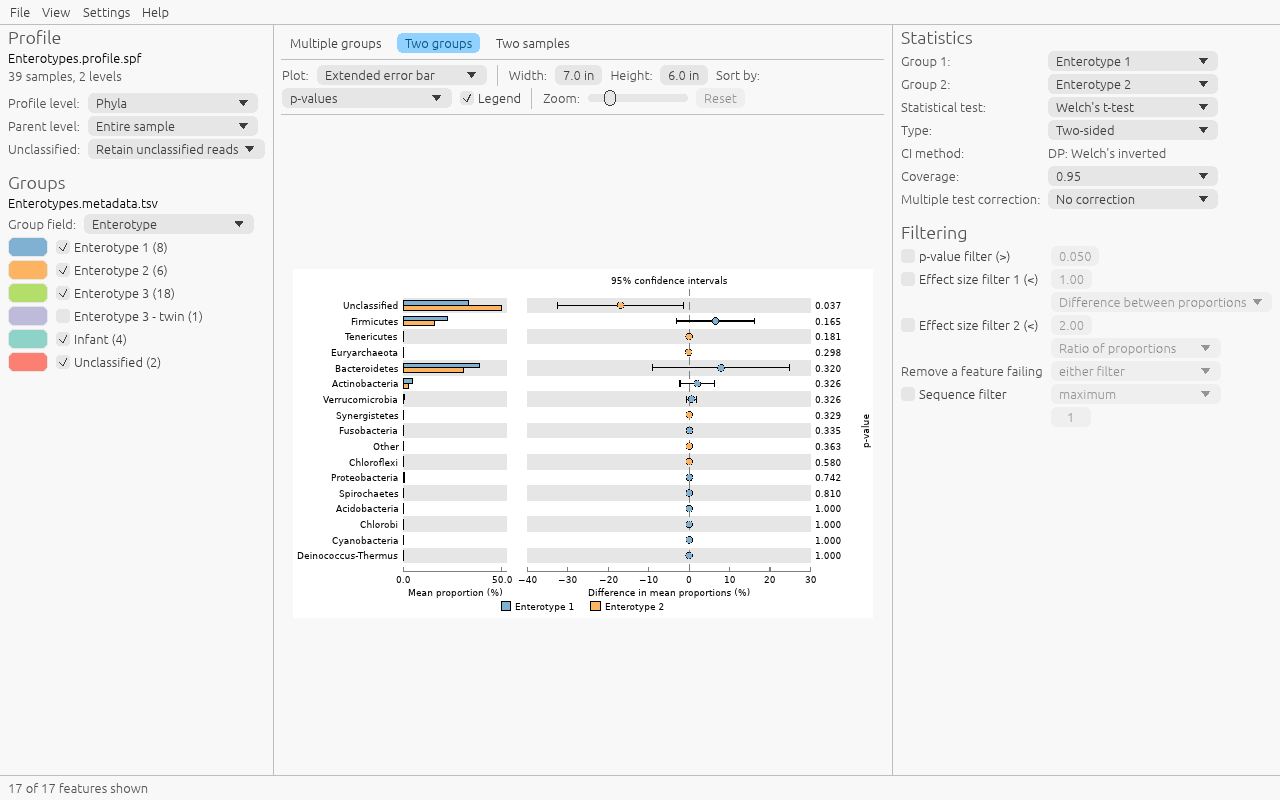 File View Settings Help
Profile
Enterotypes.profile.spf
39 samples, 2 levels
Profile level: Phyla
Parent level: Entire sample
Unclassified: Retain unclassified reads
Groups
Enterotypes.metadata.tsv
Group field: Enterotype
Enterotype 1 (8)
Enterotype 2 (6)
Enterotype 3 (18)
Enterotype 3 - twin (1)
Infant (4)
Unclassified (2)
Multiple groups Two groups Two samples
Plot: Extended error bar Width: 7.0 in Height: 6.0 in Sort by:
p-values Legend Zoom: Reset
95% confidence intervals
Unclassified 0.037
Firmicutes 0.165
Tenericutes 0.181
Euryarchaeota 0.298
Bacteroidetes 0.320
Actinobacteria 0.326
Verrucomicrobia 0.326
Synergistetes 0.329
Fusobacteria 0.335
Other 0.363
Chloroflexi 0.580
Proteobacteria 0.742
Spirochaetes 0.810
Acidobacteria 1.000
Chlorobi 1.000
Cyanobacteria 1.000
Deinococcus-Thermus 1.000
p-value
0.0 50.0 −40 −30 −20 −10 0 10 20 30
Mean proportion (%) Difference in mean proportions (%)
Enterotype 1 Enterotype 2
Statistics
Group 1: Enterotype 1
Group 2: Enterotype 2
Statistical test: Welch's t-test
Type: Two-sided
CI method: DP: Welch's inverted
Coverage: 0.95
Multiple test correction: No correction
Filtering
p-value filter (>) 0.050
Effect size filter 1 (<) 1.00
Difference between proportions
Effect size filter 2 (<) 2.00
Ratio of proportions
Remove a feature failing either filter
Sequence filter maximum
1
17 of 17 features shown